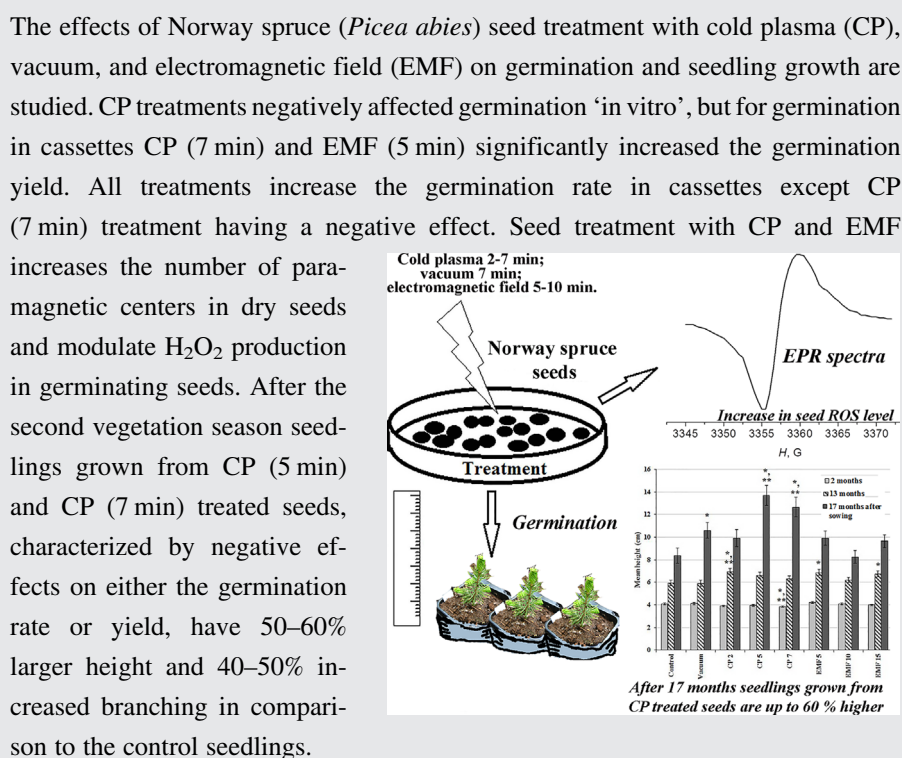 The effects of Norway spruce (Picea abies) seed treatment with cold plasma (CP),
vacuum, and electromagnetic field (EMF) on germination and seedling growth are
studied. CP treatments negatively affected germination ‘in vitro’, but for germination
in cassettes CP (7 min) and EMF (5 min) significantly increased the germination
yield. All treatments increase the germination rate in cassettes except CP
(7 min) treatment having a negative effect. Seed treatment with CP and EMF
increases the number of para-
magnetic centers in dry seeds
and modulate H₂O₂ production
in germinating seeds. After the
second vegetation season seed-
lings grown from CP (5 min)
and CP (7 min) treated seeds,
characterized by negative ef-
fects on either the germination
rate or yield, have 50–60%
larger height and 40–50% in-
creased branching in compari-
son to the control seedlings.
Cold plasma 2-7 min;
vacuum 7 min;
electromagnetic field 5-10 min.
Norway spruce
seeds
Treatment
Germination
EPR spectra
Increase in seed ROS level
3345 3350 3355 3360 3365 3370
H, G
Mean height (cm)
16
14
12
10
8
6
4
2
0
2 months
13 months
17 months after
sowing
*
*,
**
*,
**
*,
**
*,
**
*
*
Control
Vacuum
CP 2
CP 5
CP 7
EMF 5
EMF 10
EMF 15
After 17 months seedlings grown from
CP treated seeds are up to 60 % higher